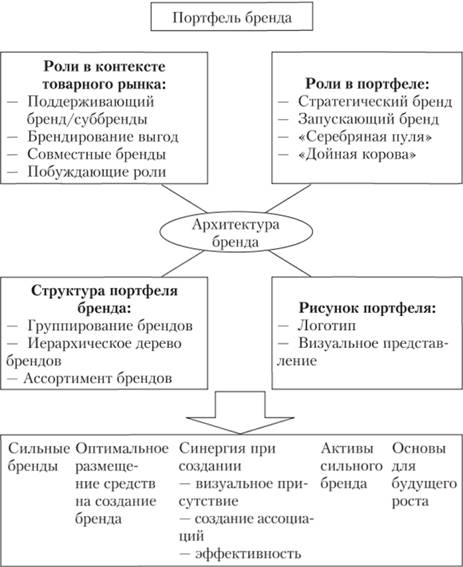 Портфель бренда
Роли в контексте
товарного рынка:
— Поддерживающий
бренд/суббренды
— Брендирование выгод
— Совместные бренды
— Побуждающие роли
Роли в портфеле:
— Стратегический бренд
— Запускающий бренд
— «Серебряная пуля»
— «Дойная корова»
Архитектура
бренда
Структура портфеля
бренда:
— Группирование брендов
— Иерархическое дерево
брендов
— Ассортимент брендов
Рисунок портфеля:
— Логотип
— Визуальное представ-
ление
Сильные
бренды
Оптимальное
размеще-
ние средств
на создание
бренда
Синергия при
создании
— визуальное при-
сутствие
— создание ассоциа-
ций
— эффективность
Активы
сильного
бренда
Основы
для
будущего
роста